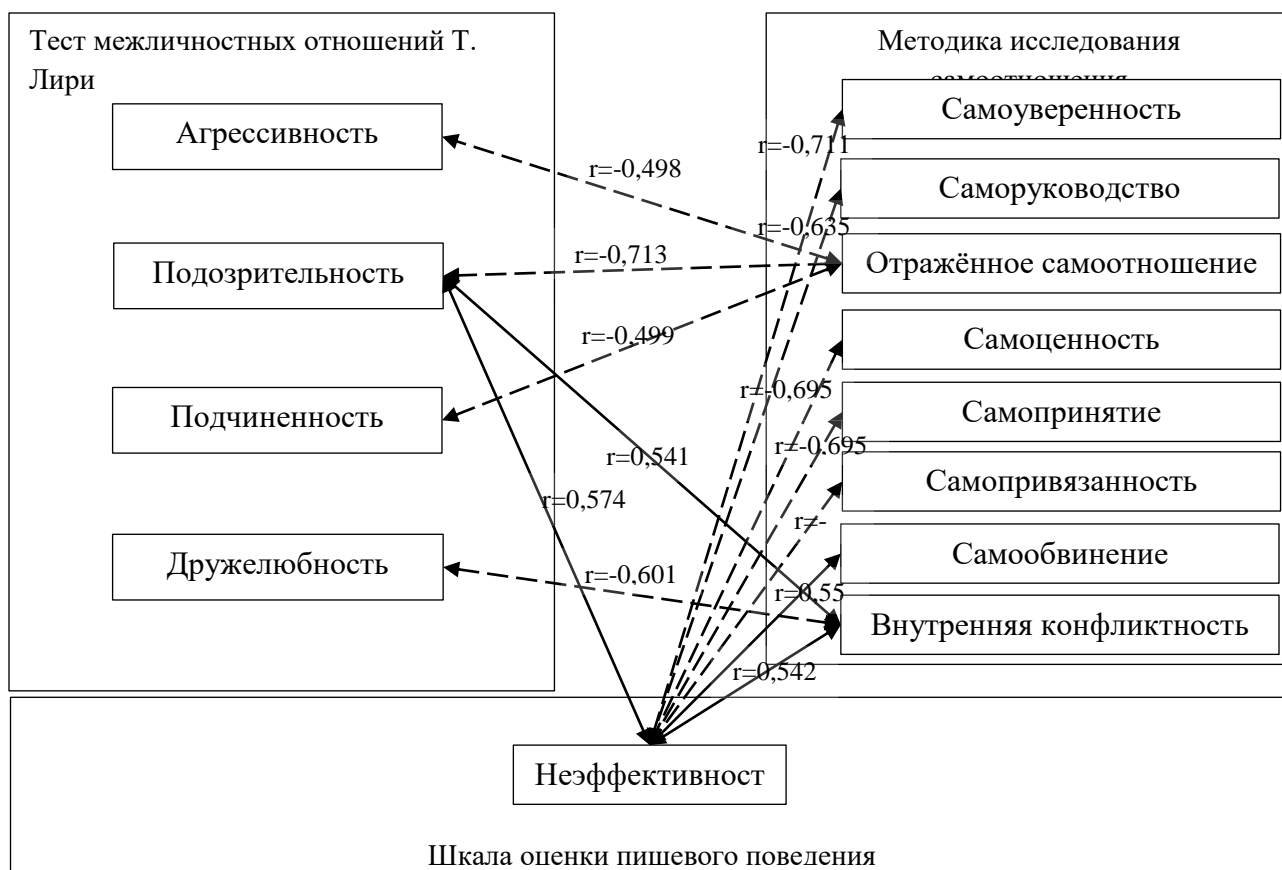 Тест межличностных отношений Т.
Лири
Методика исследования
самоотношения
Агрессивность
Подозрительность
Подчиненность
Дружелюбность
Самоуверенность
Саморуководство
Отражённое самоотношение
Самоценность
Самопринятие
Самопривязанность
Самообвинение
Внутренняя конфликтность
r=-0,711
r=-0,498
r=-0,635
r=-0,713
r=-0,499
r=-0,695
r=-0,695
r=0,541
r=0,574
r=-
r=-0,601
r=0,55
r=0,542
Неэффективност
Шкала оценки пищевого поведения